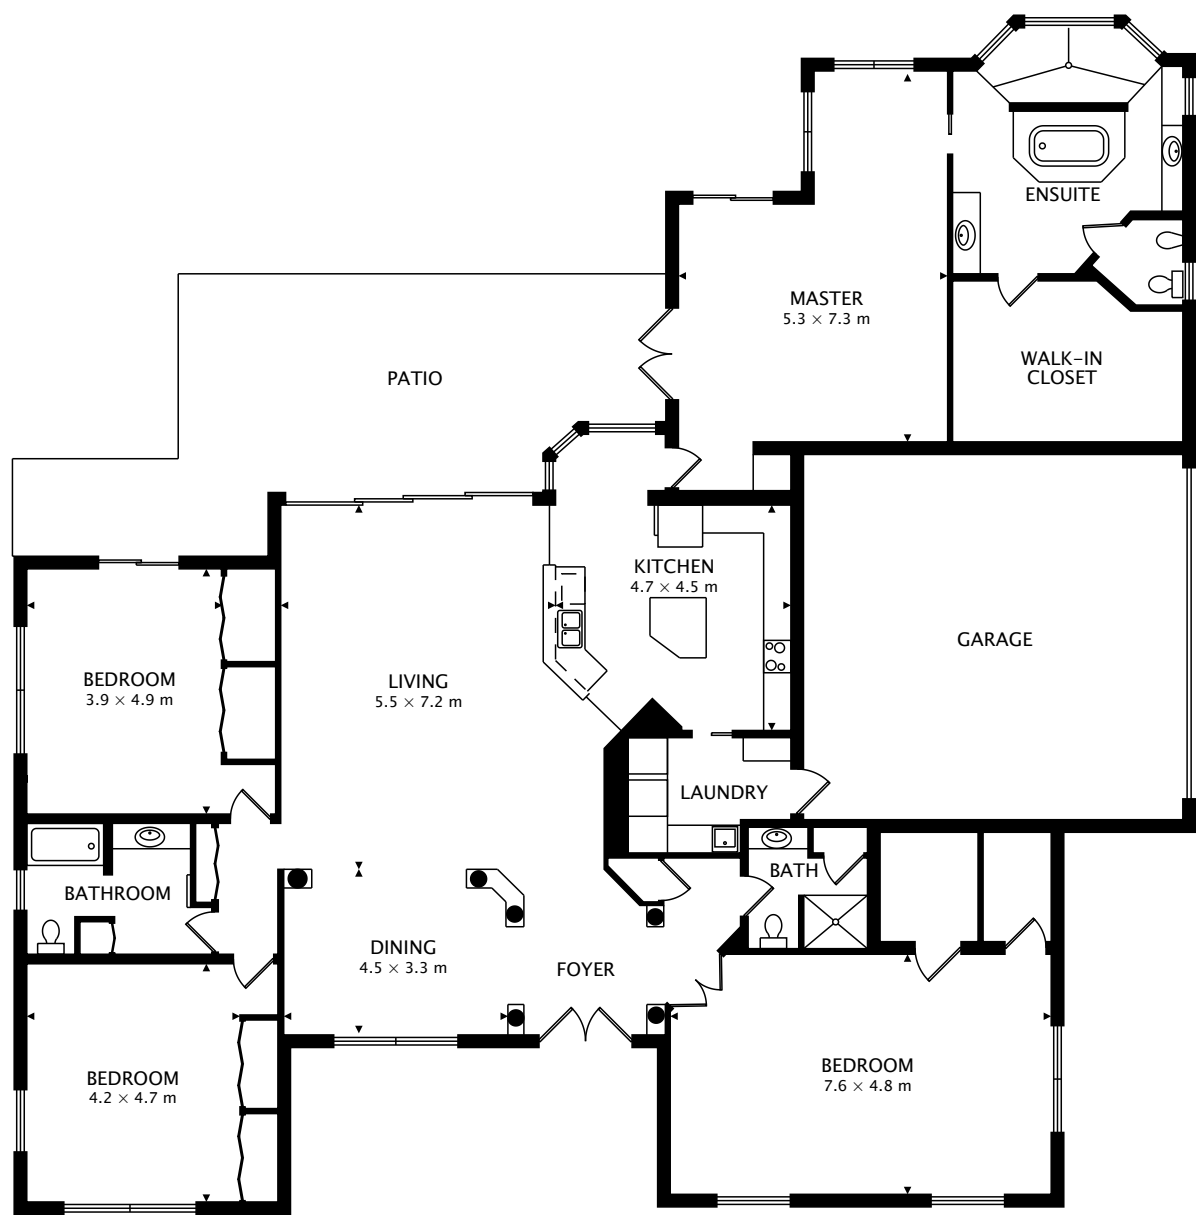 ENSUITE
MASTER
5.3 × 7.3 m
WALK-IN
CLOSET
PATIO
KITCHEN
4.7 × 4.5 m
GARAGE
BEDROOM
3.9 × 4.9 m
LIVING
5.5 × 7.2 m
LAUNDRY
BATH
BATHROOM
DINING
4.5 × 3.3 m
FOYER
BEDROOM
7.6 × 4.8 m
BEDROOM
4.2 × 4.7 m